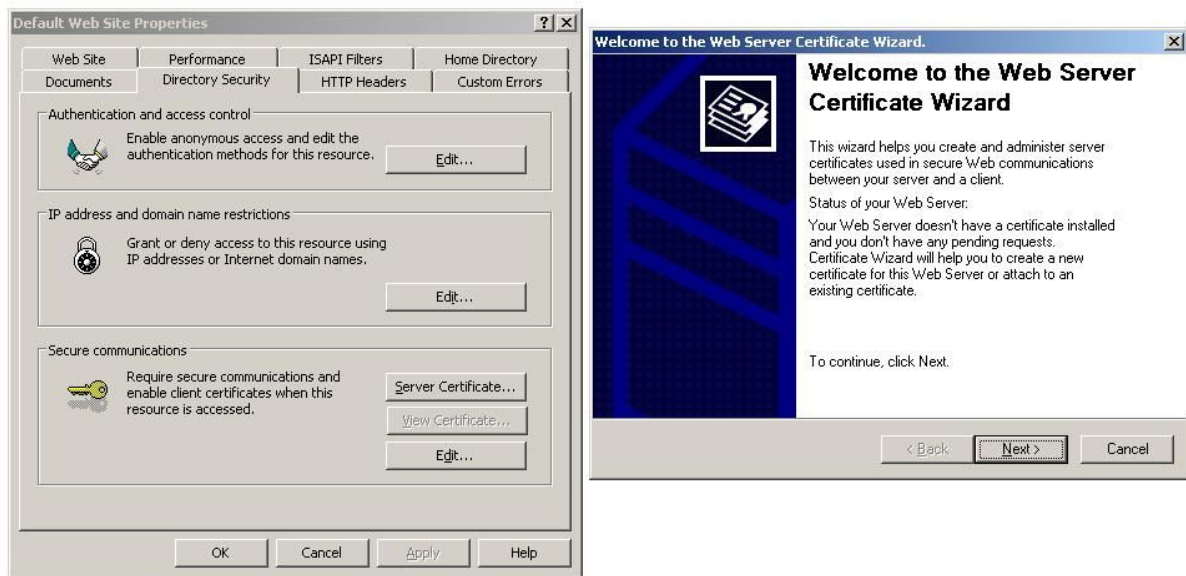 Default Web Site Properties
? X
Web Site Performance ISAPI Filters Home Directory
Documents Directory Security HTTP Headers Custom Errors
Authentication and access control
Enable anonymous access and edit the
authentication methods for this resource.
Edit...
IP address and domain name restrictions
Grant or deny access to this resource using
IP addresses or Internet domain names.
Edit...
Secure communications
Require secure communications and
enable client certificates when this
resource is accessed.
Server Certificate...
View Certificate...
Edit...
OK Cancel Apply Help
Welcome to the Web Server Certificate Wizard.
X
Welcome to the Web Server
Certificate Wizard
This wizard helps you create and administer server
certificates used in secure Web communications
between your server and a client.
Status of your Web Server:
Your Web Server doesn't have a certificate installed
and you don't have any pending requests.
Certificate Wizard will help you to create a new
certificate for this Web Server or attach to an
existing certificate.
To continue, click Next.
< Back Next > Cancel